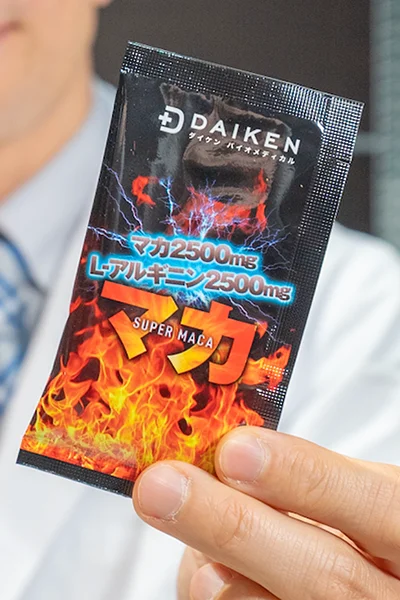 DAIKEN
ダイケン バイオメディカル
マカ2500mg
L-アルギニン2500mg
マカ
SUPER MACA